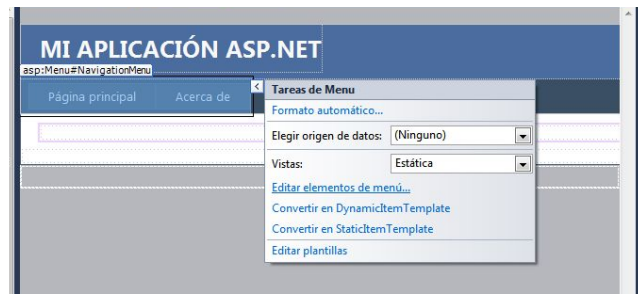 MI APLICACIÓN ASP.NET
asp:Menu#NavigationMenu
Página principal Acerca de
Tareas de Menu
Formato automático...
Elegir origen de datos: (Ninguno)
Vistas: Estática
Editar elementos de menú...
Convertir en DynamicItemTemplate
Convertir en StaticItemTemplate
Editar plantillas